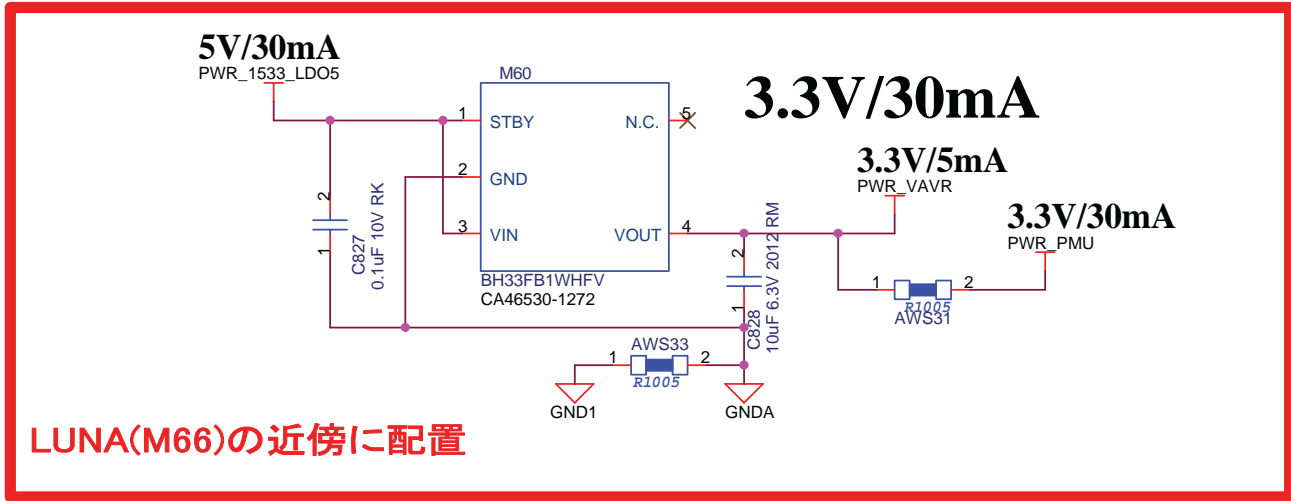 5V/30mA
PWR_1533_LDO5
M60
3.3V/30mA
1
STBY
N.C.
5
3.3V/5mA
PWR_VAVR
2
GND
3.3V/30mA
PWR_PMU
2
1
C827
0.1uF 10V RK
3
VIN
VOUT
4
BH33FB1WHFV
CA46530-1272
2
1
C828
10uF 6.3V 2012 RM
1
2
R1005
AWS31
AWS33
1
2
R1005
GND1
GNDA
LUNA(M66)の近傍に配置